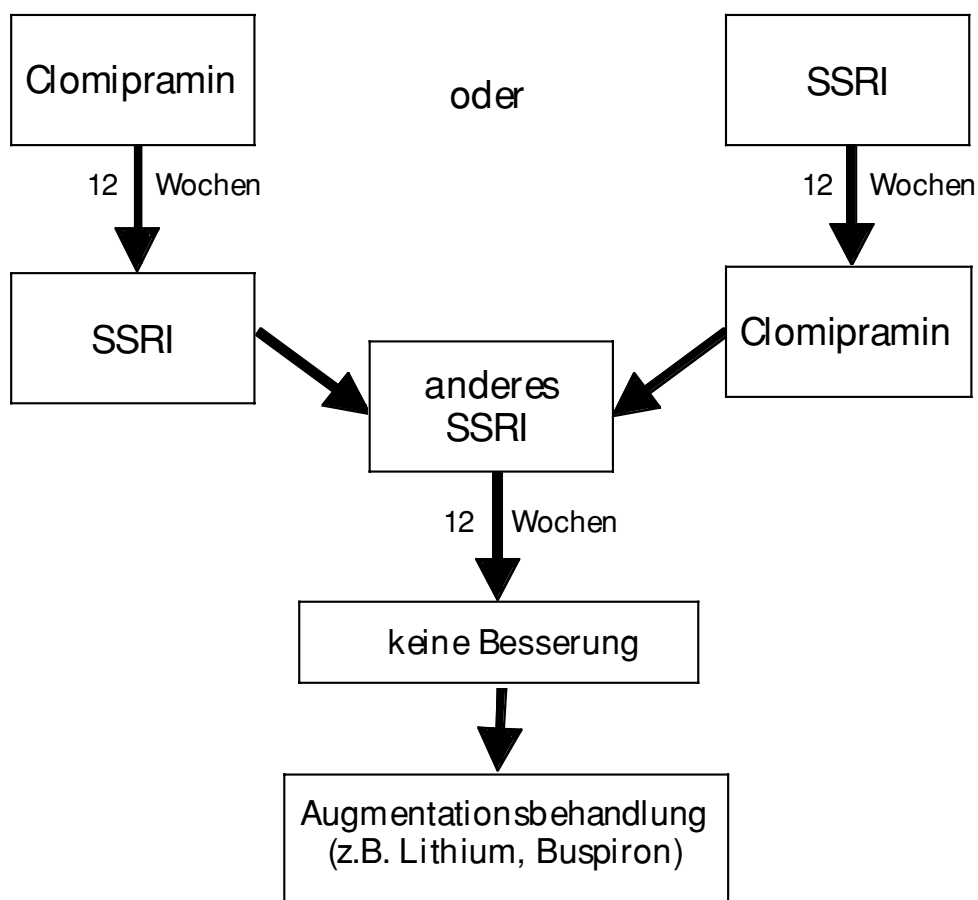 Clomipramin
oder
SSRI
12 Wochen
12 Wochen
SSRI
Clomipramin
anderes
SSRI
12 Wochen
keine Besserung
Augmentationsbehandlung
(z.B. Lithium, Buspiron)